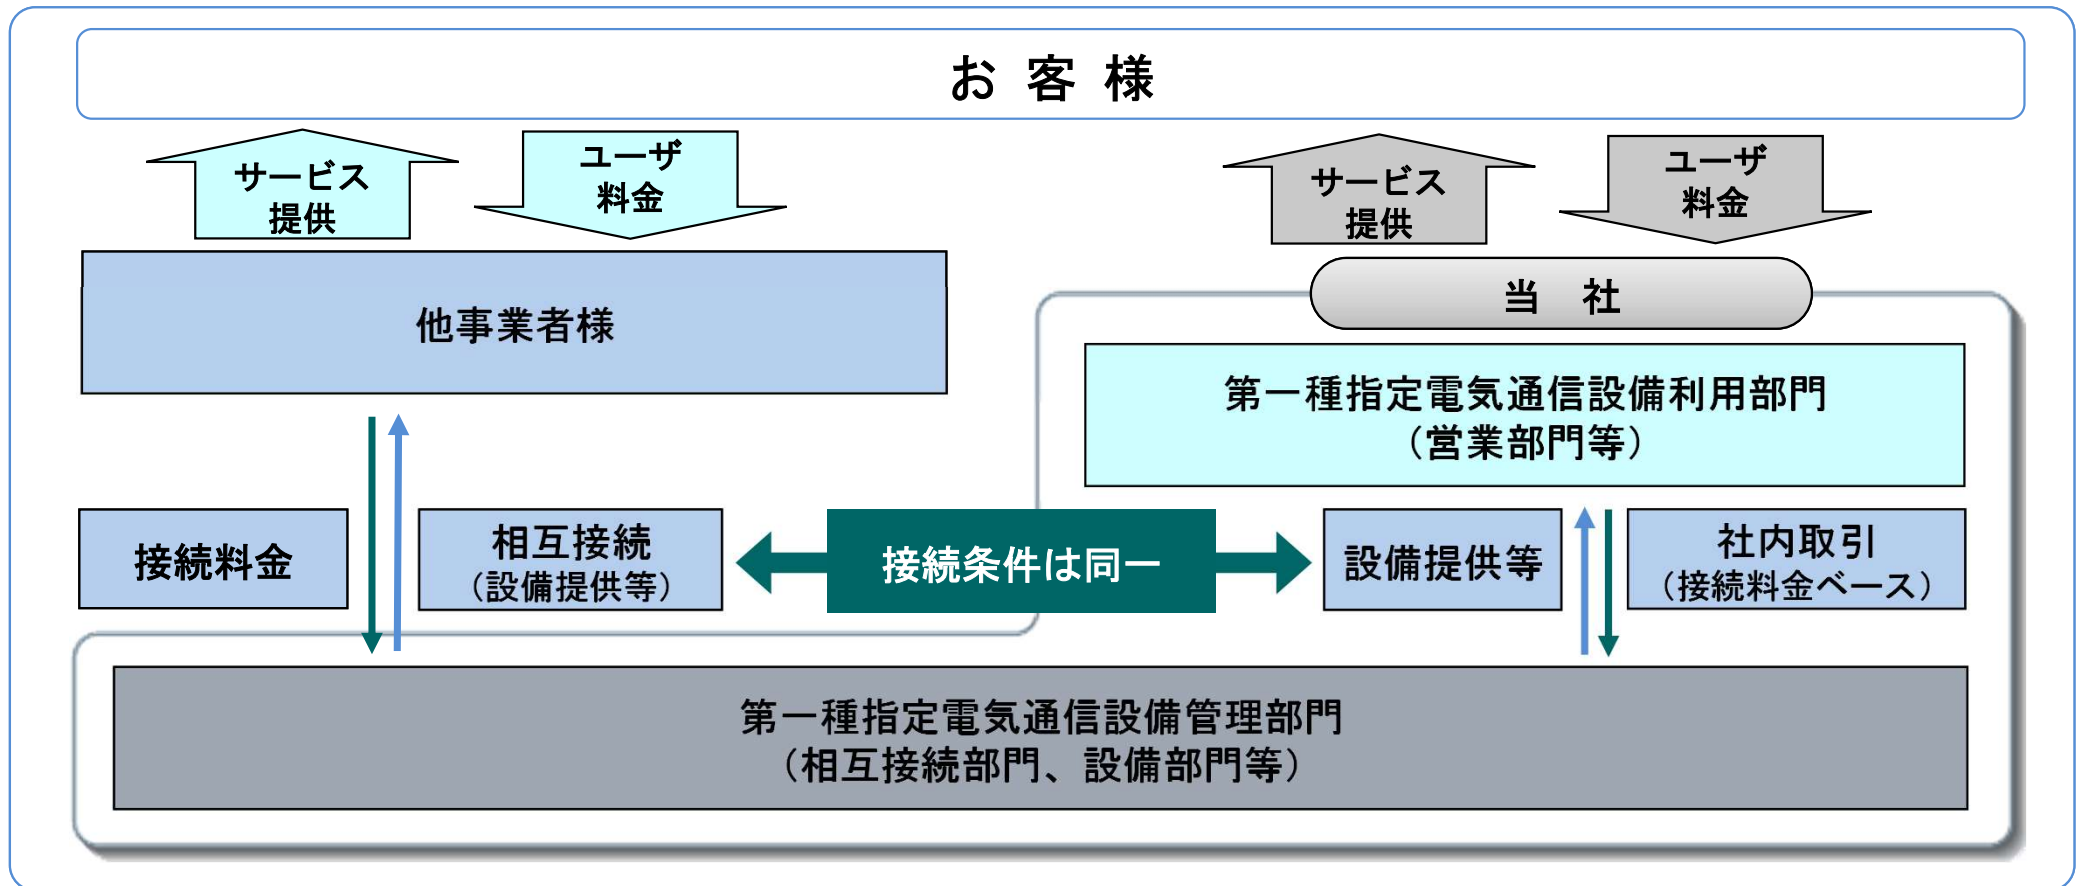 お 客 様
サービス
提供
ユーザ
料金
サービス
提供
ユーザ
料金
他事業者様
当 社
第一種指定電気通信設備利用部門
（営業部門等）
接続料金
相互接続
（設備提供等）
接続条件は同一
設備提供等
社内取引
（接続料金ベース）
第一種指定電気通信設備管理部門
（相互接続部門、設備部門等）